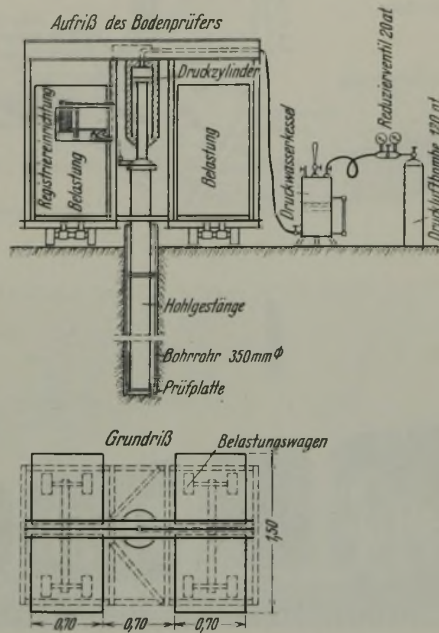 Aufriß des Bodenprüfers
Druckzylinder
Registriereinrichtung
Belastung
Belastung
Druckwasserkessel
Reduzierventil 20at
Druckluftbombe 120 at
Hohlgestänge
Bohrrohr 350mm Φ
Prüfplatte
Grundriß
Belastungswagen
1,50
0,70
0,70
0,70